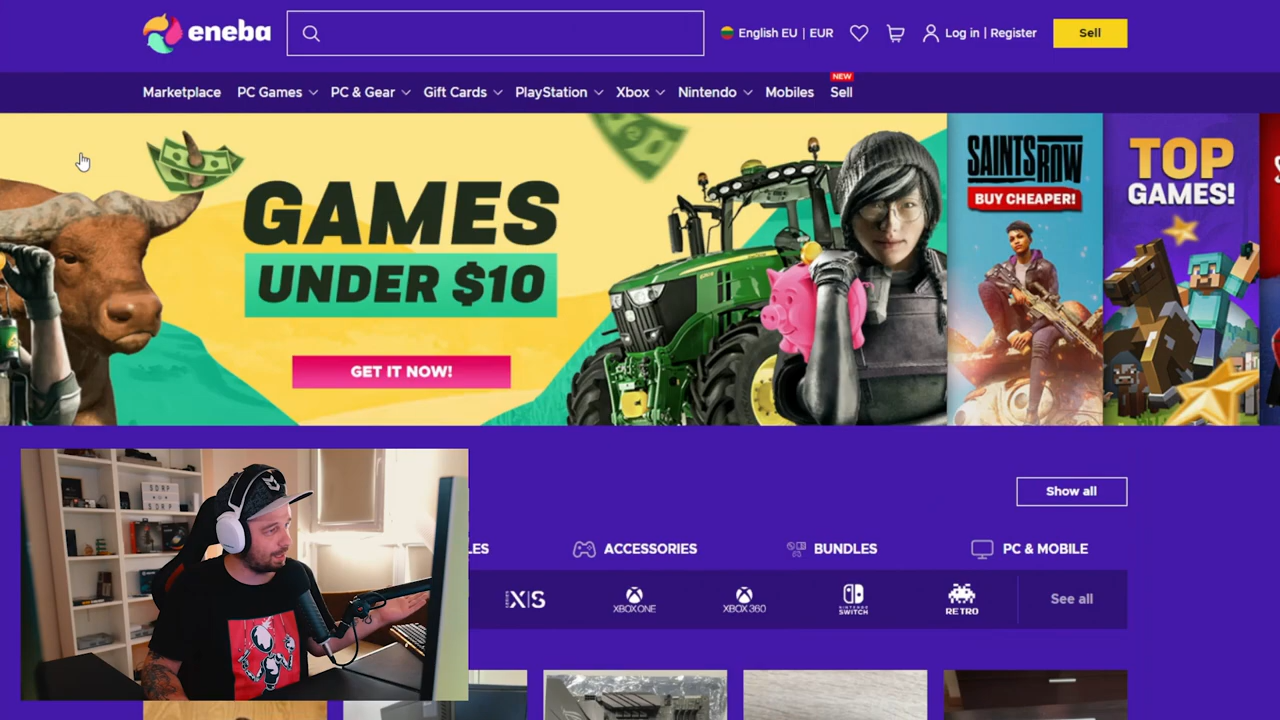 eneba
English EU | EUR
Log in | Register
Sell
NEW
Marketplace
PC Games
PC & Gear
Gift Cards
PlayStation
Xbox
Nintendo
Mobiles
Sell
GAMES
UNDER $10
GET IT NOW!
SAINTS ROW
BUY CHEAPER!
TOP
GAMES!
Show all
LES
ACCESSORIES
BUNDLES
PC & MOBILE
X|S
XBOX ONE
XBOX 360
NINTENDO
SWITCH
RETRO
See all